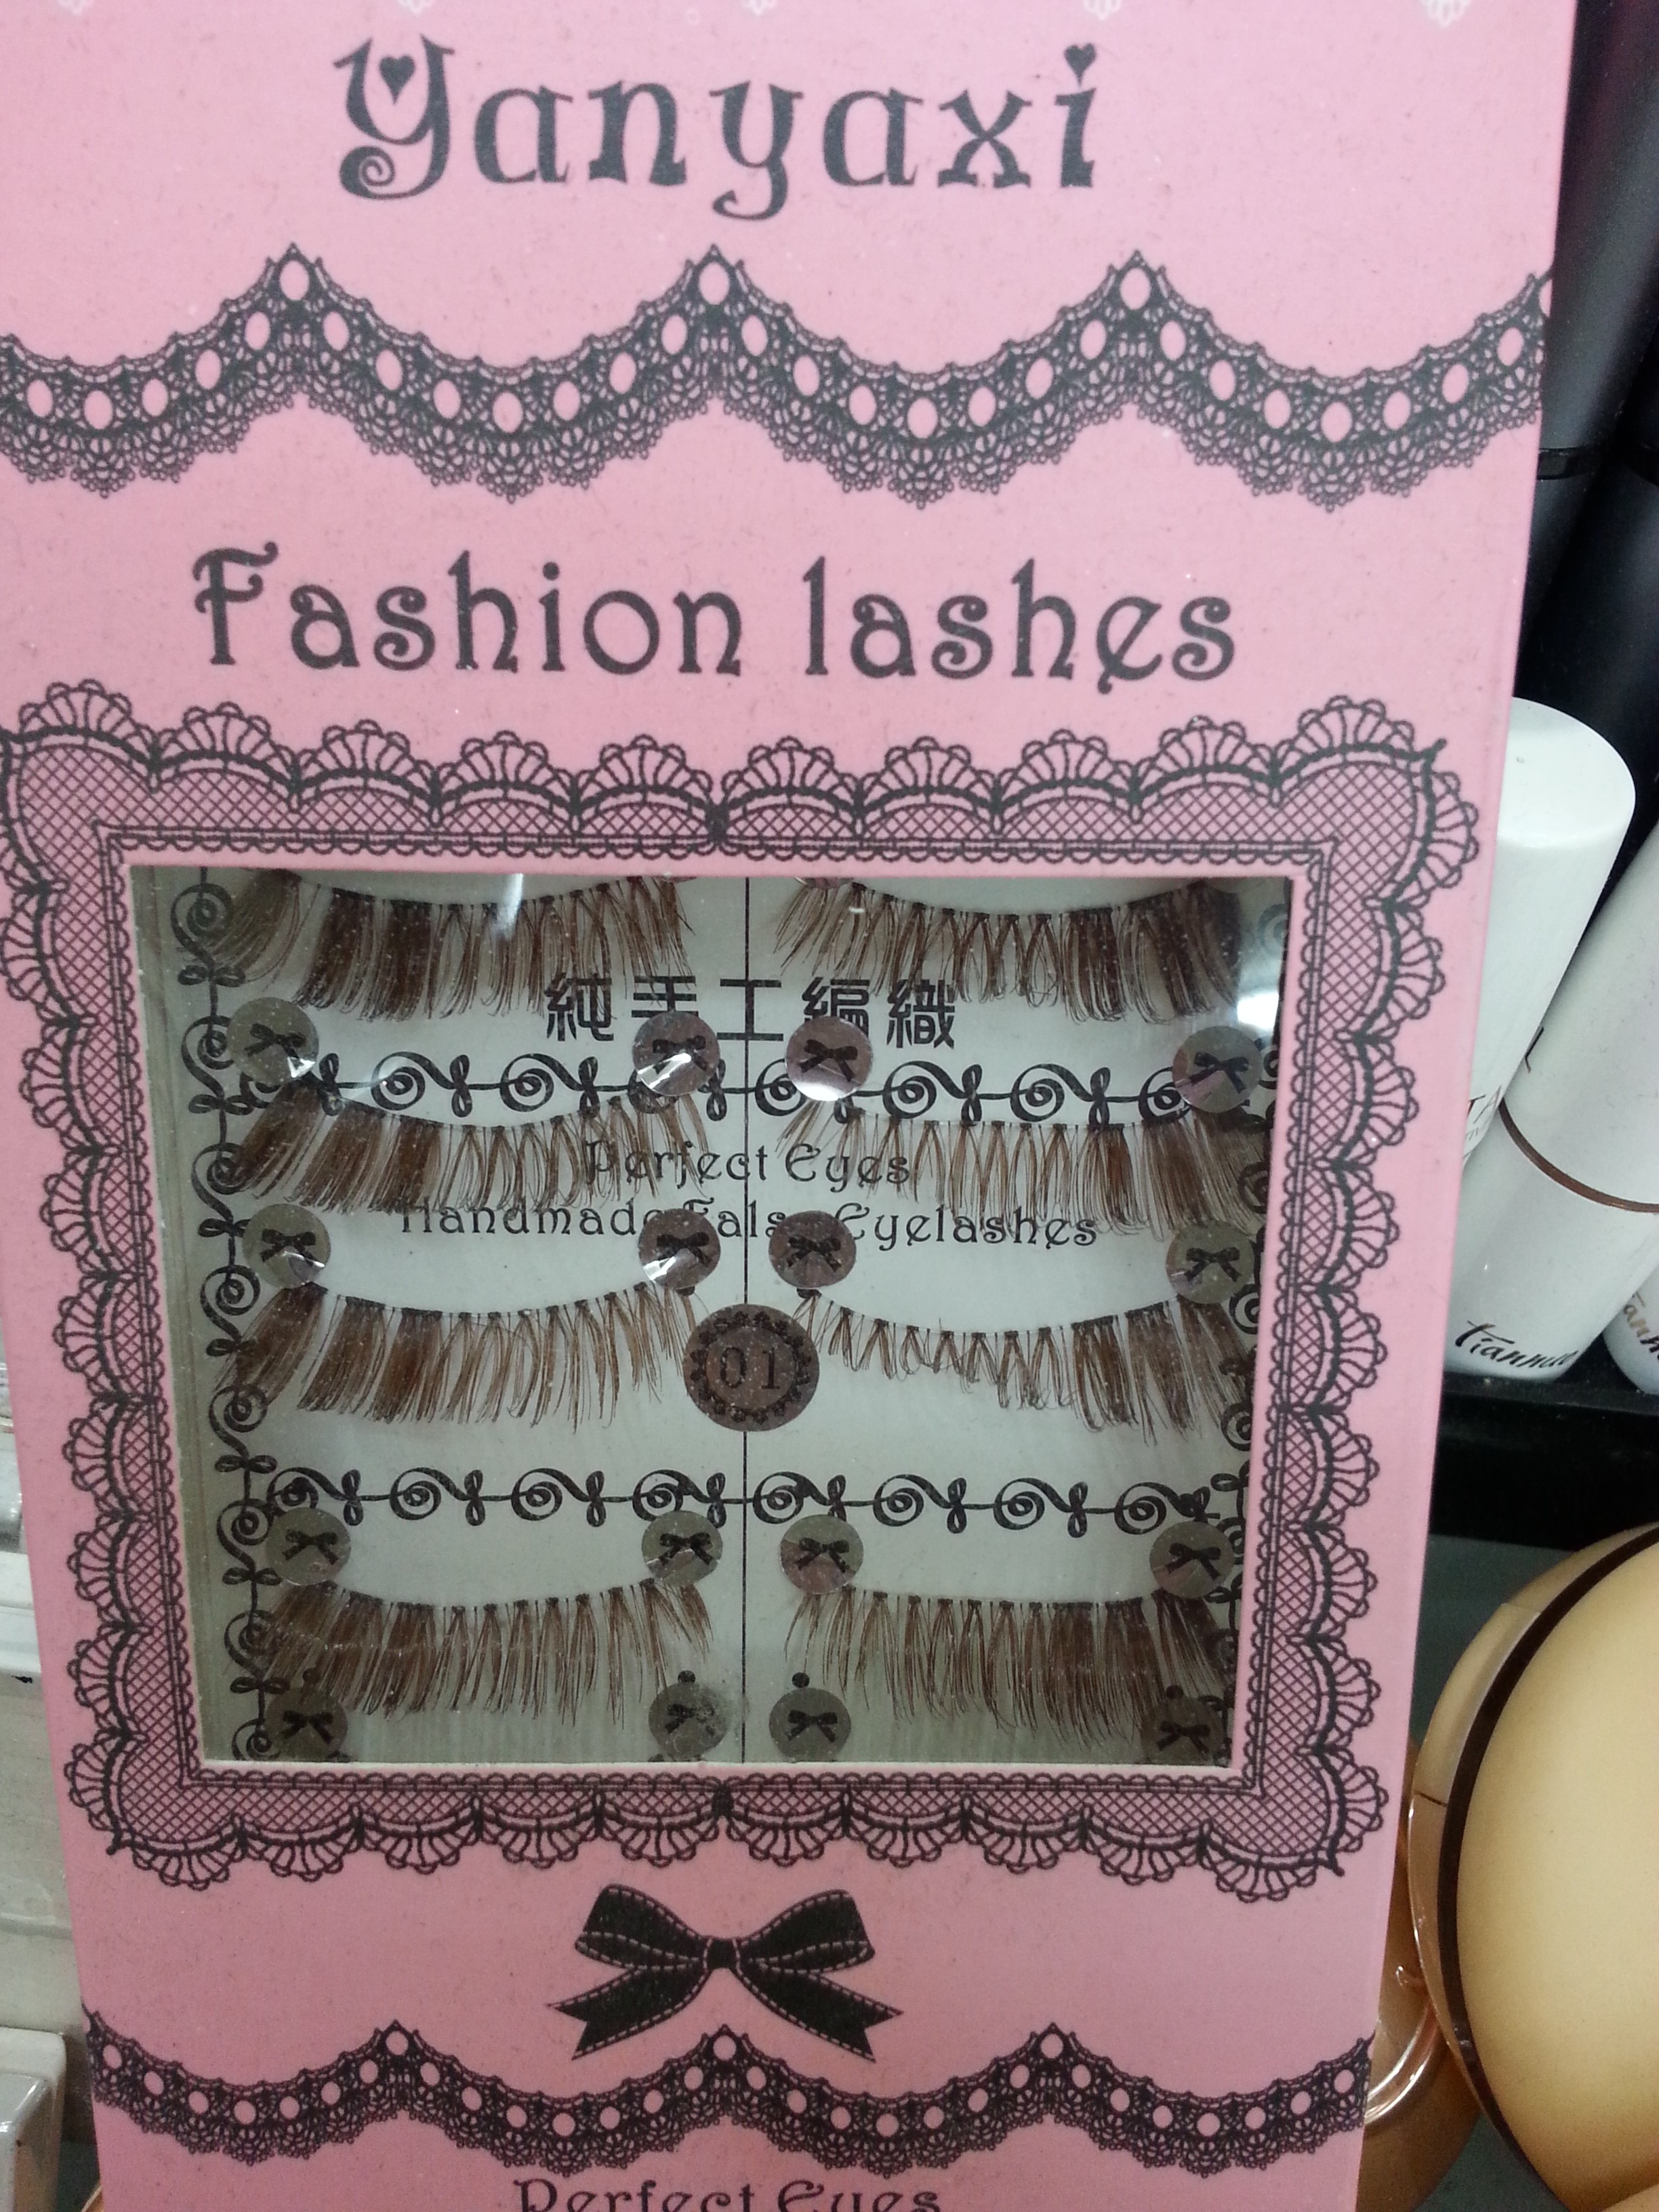 Yanyaxi
Fashion lashes
純手工編織
Perfect Eyes
Handmade False Eyelashes
01
Perfect Eyes